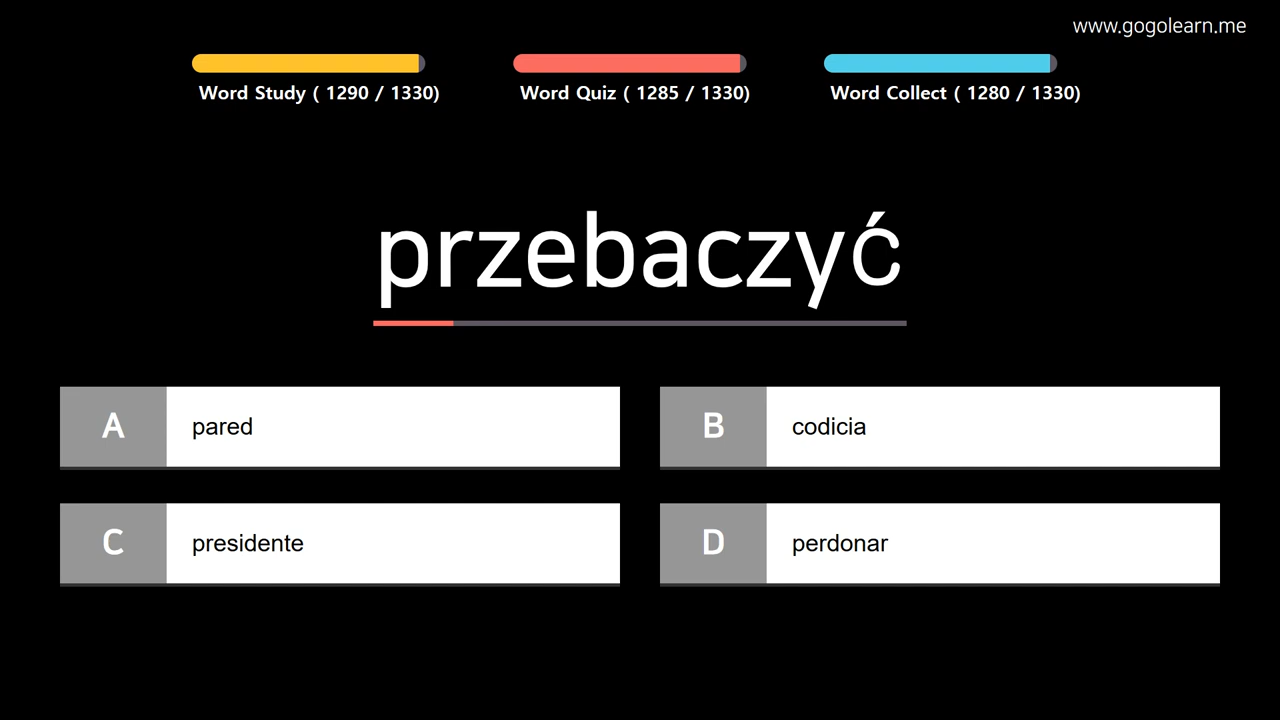 www.gogolearn.me
Word Study ( 1290 / 1330)
Word Quiz ( 1285 / 1330)
Word Collect ( 1280 / 1330)
przebaczyć
A pared
B codicia
C presidente
D perdonar